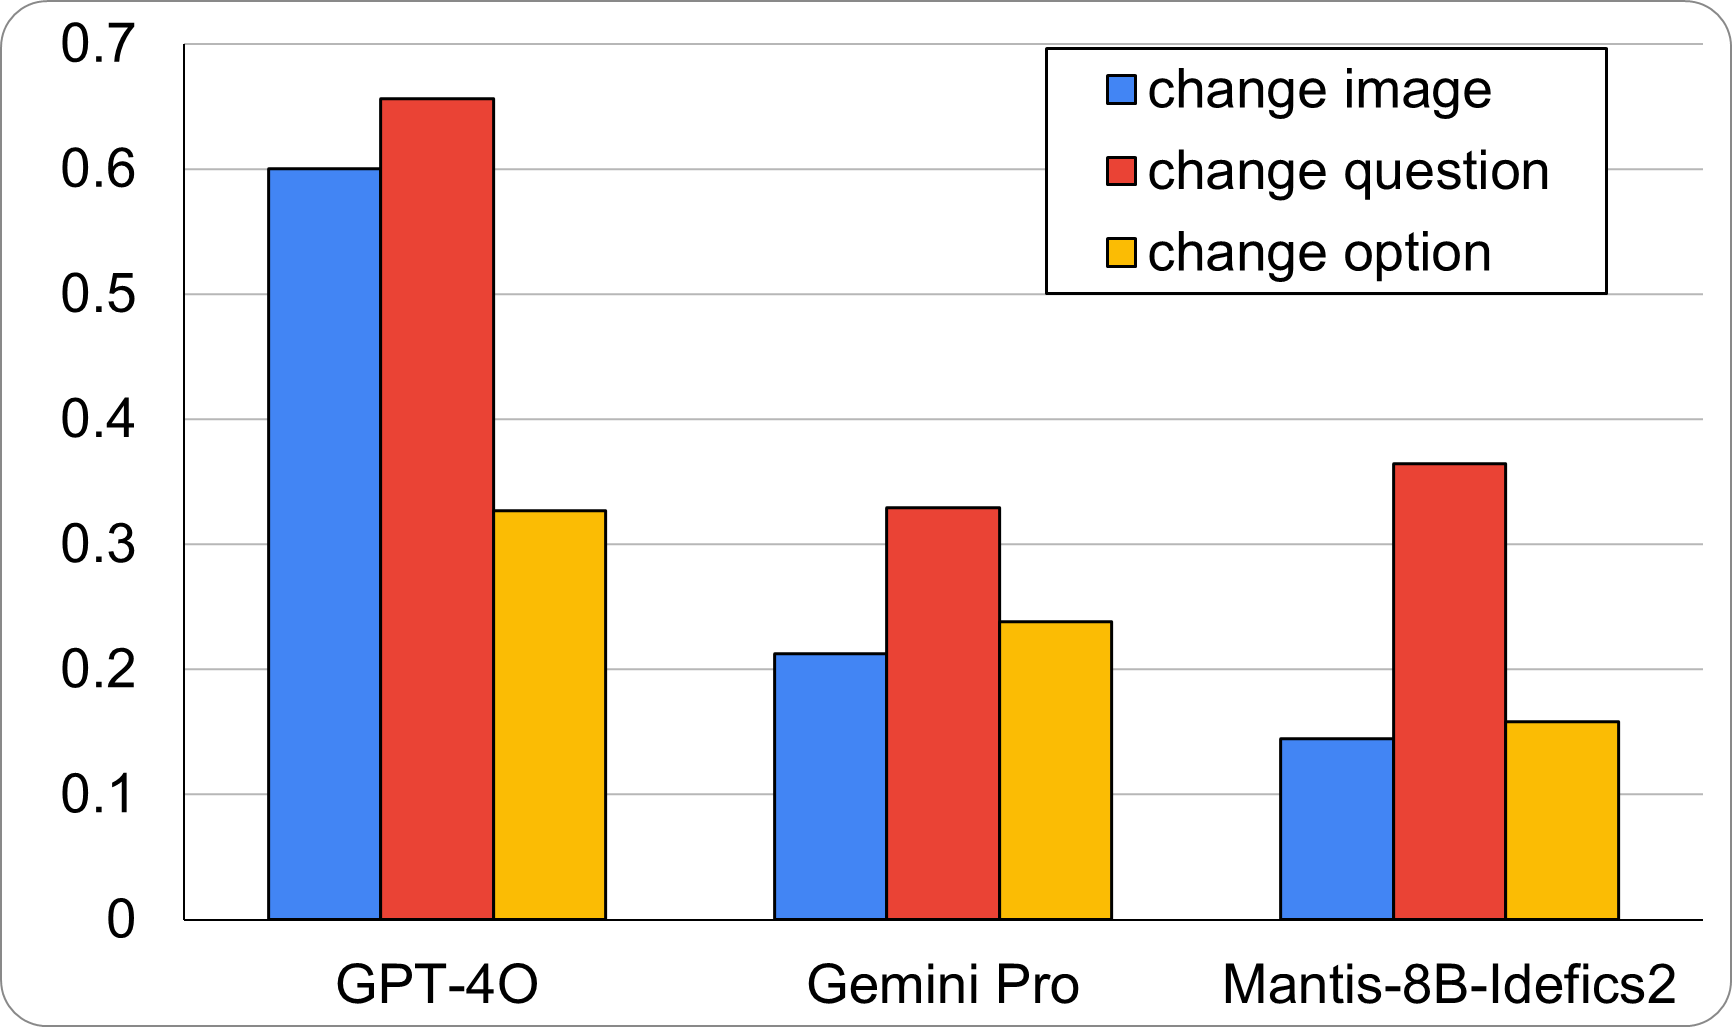 0.7
0.6
0.5
0.4
0.3
0.2
0.1
0
change image
change question
change option
GPT-4O
Gemini Pro
Mantis-8B-Idefics2